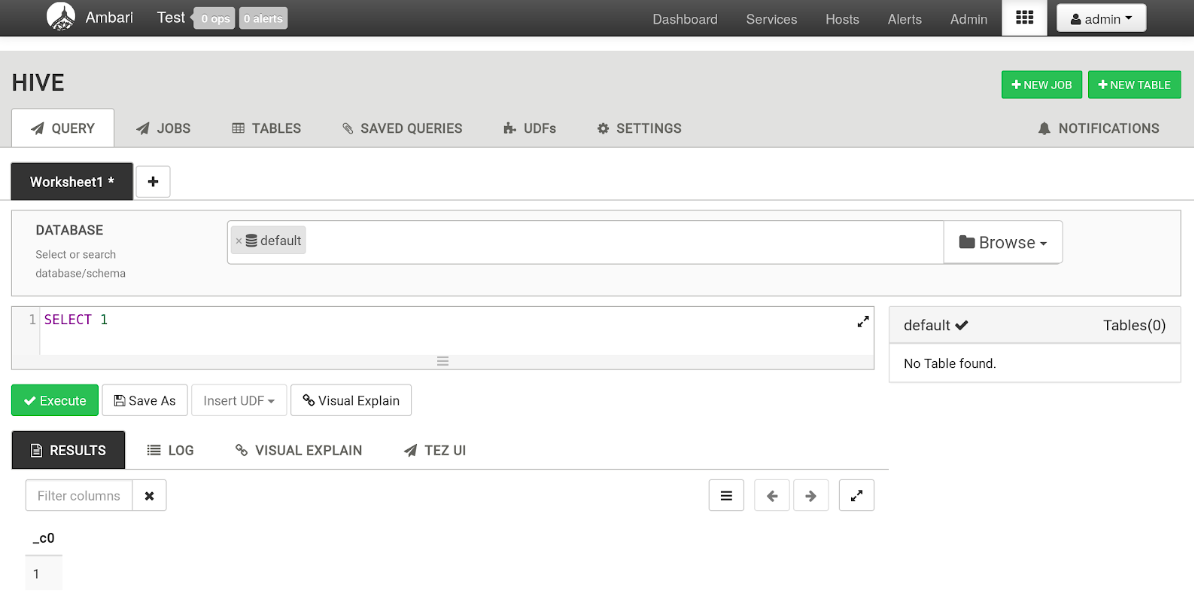 Ambari Test 0 ops 0 alerts Dashboard Services Hosts Alerts Admin admin
HIVE
NEW JOB NEW TABLE
QUERY JOBS TABLES SAVED QUERIES UDFs SETTINGS NOTIFICATIONS
Worksheet1 *
DATABASE
Select or search
database/schema
× default
Browse
1 SELECT 1
default Tables(0)
No Table found.
Execute Save As Insert UDF Visual Explain
RESULTS LOG VISUAL EXPLAIN TEZ UI
Filter columns
_c0
1